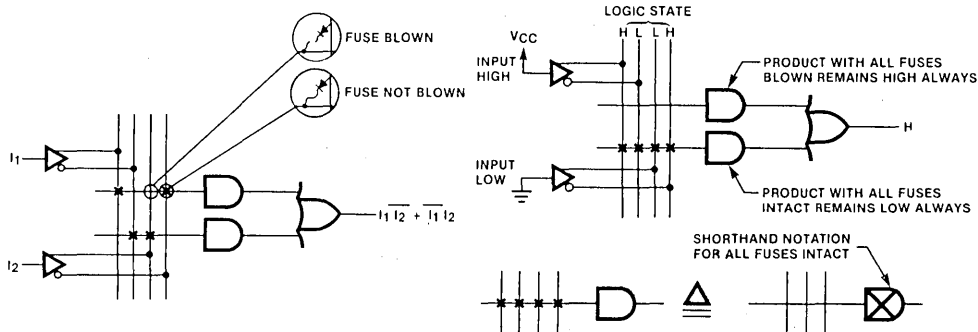 FUSE BLOWN
FUSE NOT BLOWN
I1
I2
I1 I̅2̅ + I̅1̅ I2
LOGIC STATE
H L L H
VCC
INPUT
HIGH
PRODUCT WITH ALL FUSES
BLOWN REMAINS HIGH ALWAYS
H
INPUT
LOW
PRODUCT WITH ALL FUSES
INTACT REMAINS LOW ALWAYS
SHORTHAND NOTATION
FOR ALL FUSES INTACT